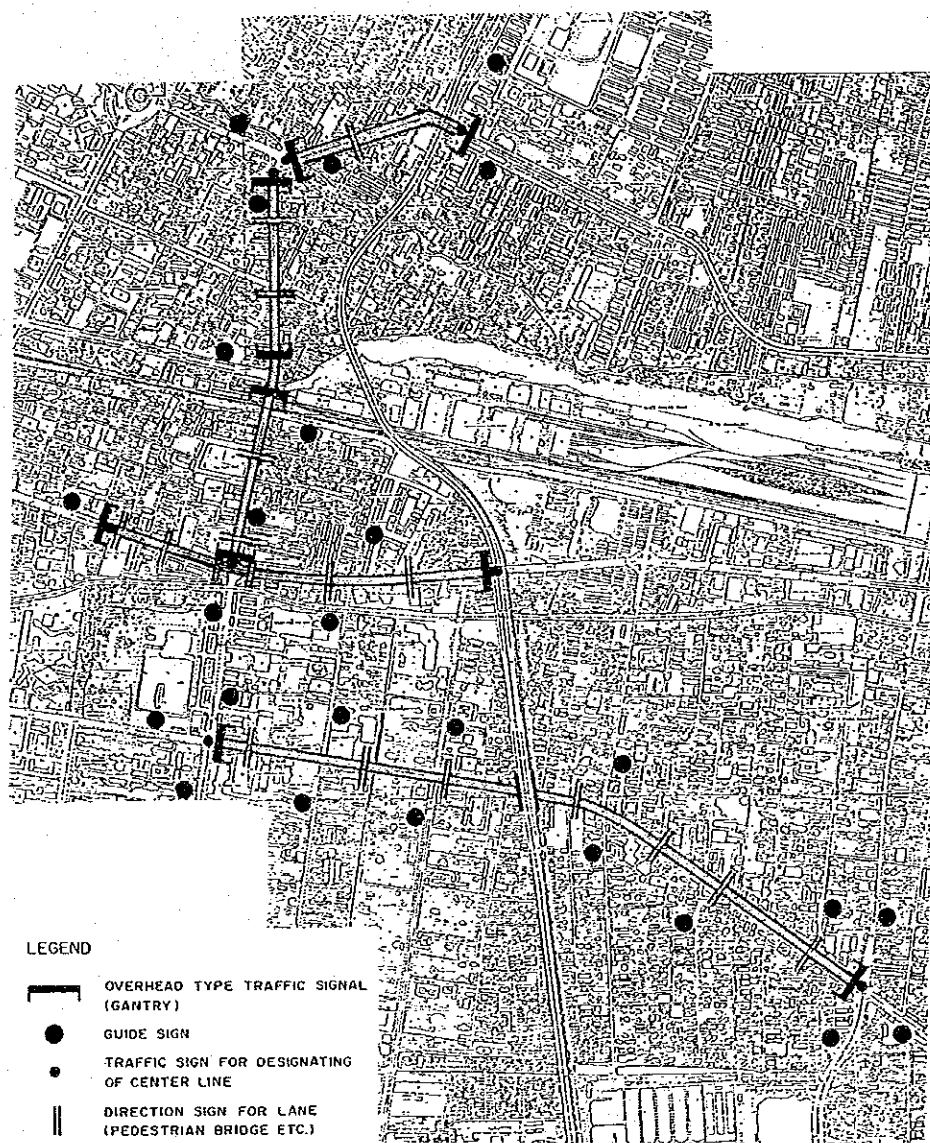 LEGEND
OVERHEAD TYPE TRAFFIC SIGNAL
(GANTRY)
GUIDE SIGN
TRAFFIC SIGN FOR DESIGNATING
OF CENTER LINE
DIRECTION SIGN FOR LANE
(PEDESTRIAN BRIDGE ETC.)